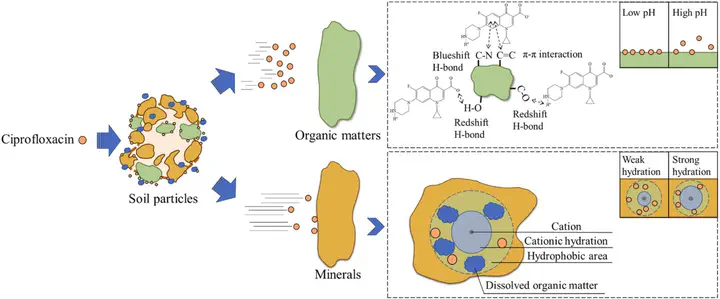 Ciprofloxacin
Soil particles
Organic matters
Minerals
Blueshift
H-bond
C-N C=C
π-π interaction
H-O
C=O
Redshift
H-bond
Redshift
H-bond
Low pH
High pH
Weak
hydration
Strong
hydration
Cation
Cationic hydration
Hydrophobic area
Dissolved organic matter